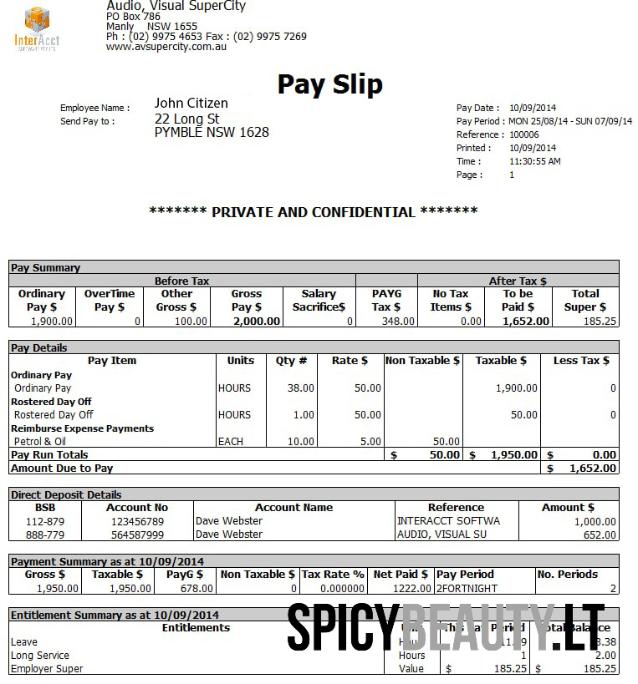 InterAcct
Audio, Visual SuperCity
PO Box 786
Manly NSW 1655
Ph : (02) 9975 4653 Fax : (02) 9975 7269
www.avsupercity.com.au
Pay Slip
Employee Name : John Citizen
Send Pay to : 22 Long St
PYMBLE NSW 1628
Pay Date : 10/09/2014
Pay Period : MON 25/08/14 - SUN 07/09/14
Reference : 100006
Printed : 10/09/2014
Time : 11:30:55 AM
Page : 1
******* PRIVATE AND CONFIDENTIAL *******
Pay Summary
Before Tax After Tax $
Ordinary Pay $ OverTime Pay $ Other Gross $ Gross Pay $ Salary Sacrifice$ PAYG Tax $ No Tax Items $ To be Paid $ Total Super $
1,900.00 0 100.00 2,000.00 0 348.00 0.00 1,652.00 185.25
Pay Details
Pay Item Units Qty # Rate $ Non Taxable $ Taxable $ Less Tax $
Ordinary Pay
Ordinary Pay HOURS 38.00 50.00 1,900.00 0
Rostered Day Off
Rostered Day Off HOURS 1.00 50.00 50.00 0
Reimburse Expense Payments
Petrol & Oil EACH 10.00 5.00 50.00
Pay Run Totals $ 50.00 $ 1,950.00 $ 0.00
Amount Due to Pay $ 1,652.00
Direct Deposit Details
BSB Account No Account Name Reference Amount $
112-879 123456789 Dave Webster INTERACCT SOFTWA 1,000.00
888-779 564587999 Dave Webster AUDIO, VISUAL SU 652.00
Payment Summary as at 10/09/2014
Gross $ Taxable $ PayG $ Non Taxable $ Tax Rate % Net Paid $ Pay Period No. Periods
1,950.00 1,950.00 678.00 0 0.000000 1222.00 2FORTNIGHT 2
Entitlement Summary as at 10/09/2014
Entitlements Pay Period Total Balance
Leave
Long Service Hours 1 2.00
Employer Super Value $ 185.25 $ 185.25
SPICYBEAUTY.LT